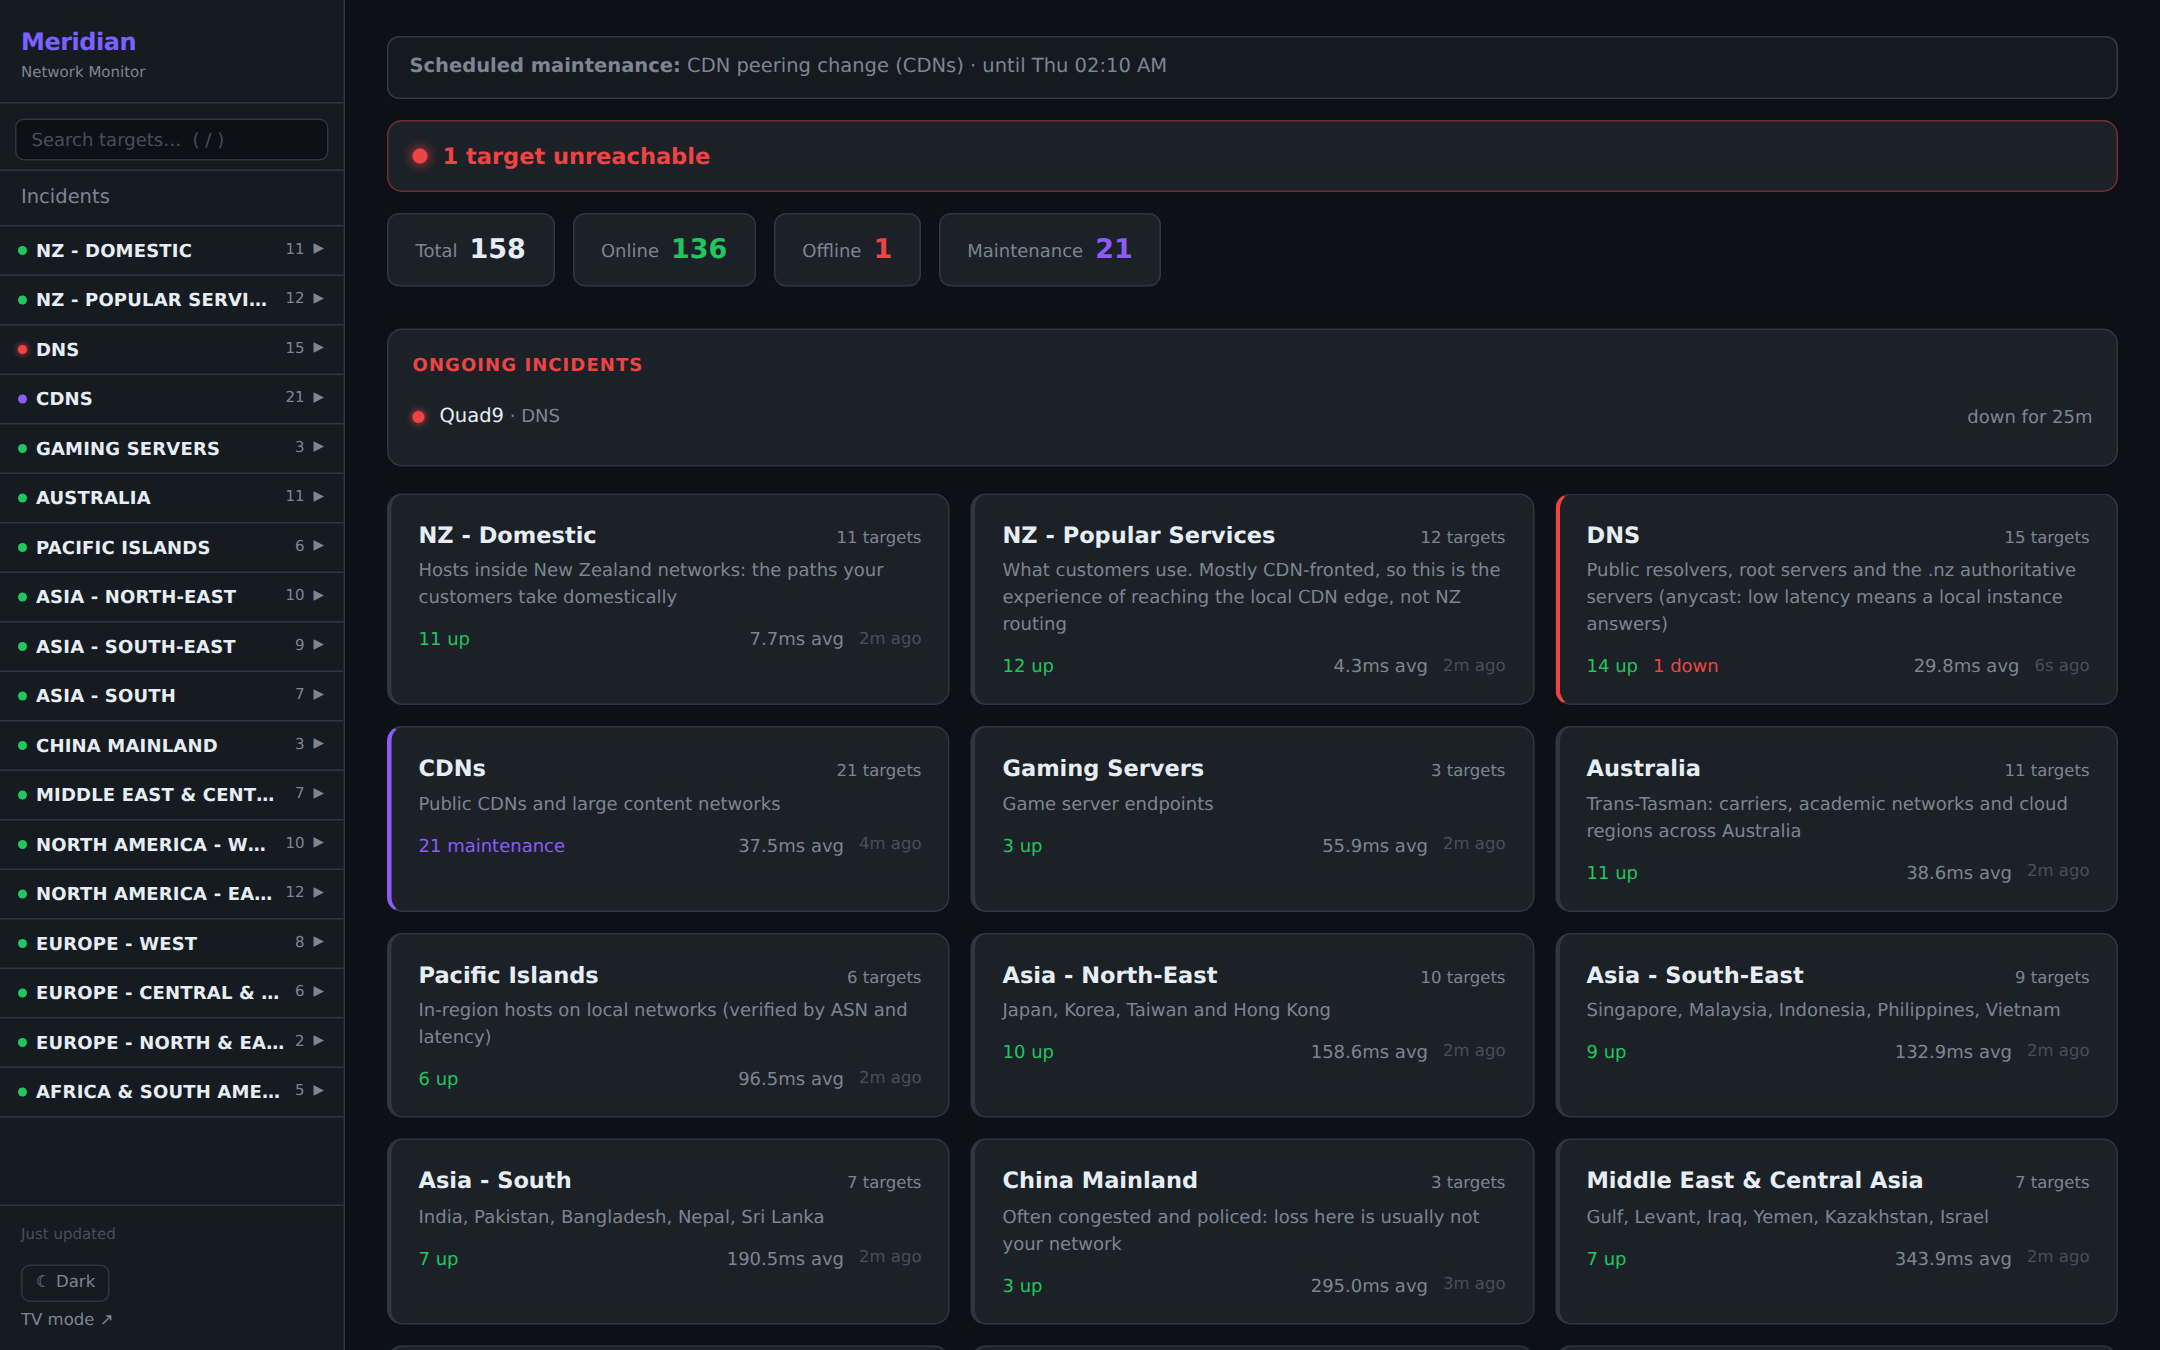 Meridian
Network Monitor
Search targets... ( / )
Incidents
NZ - DOMESTIC 11 ▶
NZ - POPULAR SERVI... 12 ▶
DNS 15 ▶
CDNS 21 ▶
GAMING SERVERS 3 ▶
AUSTRALIA 11 ▶
PACIFIC ISLANDS 6 ▶
ASIA - NORTH-EAST 10 ▶
ASIA - SOUTH-EAST 9 ▶
ASIA - SOUTH 7 ▶
CHINA MAINLAND 3 ▶
MIDDLE EAST & CENT... 7 ▶
NORTH AMERICA - W... 10 ▶
NORTH AMERICA - EA... 12 ▶
EUROPE - WEST 8 ▶
EUROPE - CENTRAL & ... 6 ▶
EUROPE - NORTH & EA... 2 ▶
AFRICA & SOUTH AME... 5 ▶
Just updated
☾ Dark
TV mode ↗
Scheduled maintenance: CDN peering change (CDNs) · until Thu 02:10 AM
1 target unreachable
Total 158 Online 136 Offline 1 Maintenance 21
ONGOING INCIDENTS
Quad9 · DNS down for 25m
NZ - Domestic 11 targets
Hosts inside New Zealand networks: the paths your
customers take domestically
11 up 7.7ms avg 2m ago
NZ - Popular Services 12 targets
What customers use. Mostly CDN-fronted, so this is the
experience of reaching the local CDN edge, not NZ
routing
12 up 4.3ms avg 2m ago
DNS 15 targets
Public resolvers, root servers and the .nz authoritative
servers (anycast: low latency means a local instance
answers)
14 up 1 down 29.8ms avg 6s ago
CDNs 21 targets
Public CDNs and large content networks
21 maintenance 37.5ms avg 4m ago
Gaming Servers 3 targets
Game server endpoints
3 up 55.9ms avg 2m ago
Australia 11 targets
Trans-Tasman: carriers, academic networks and cloud
regions across Australia
11 up 38.6ms avg 2m ago
Pacific Islands 6 targets
In-region hosts on local networks (verified by ASN and
latency)
6 up 96.5ms avg 2m ago
Asia - North-East 10 targets
Japan, Korea, Taiwan and Hong Kong
10 up 158.6ms avg 2m ago
Asia - South-East 9 targets
Singapore, Malaysia, Indonesia, Philippines, Vietnam
9 up 132.9ms avg 2m ago
Asia - South 7 targets
India, Pakistan, Bangladesh, Nepal, Sri Lanka
7 up 190.5ms avg 2m ago
China Mainland 3 targets
Often congested and policed: loss here is usually not
your network
3 up 295.0ms avg 3m ago
Middle East & Central Asia 7 targets
Gulf, Levant, Iraq, Yemen, Kazakhstan, Israel
7 up 343.9ms avg 2m ago